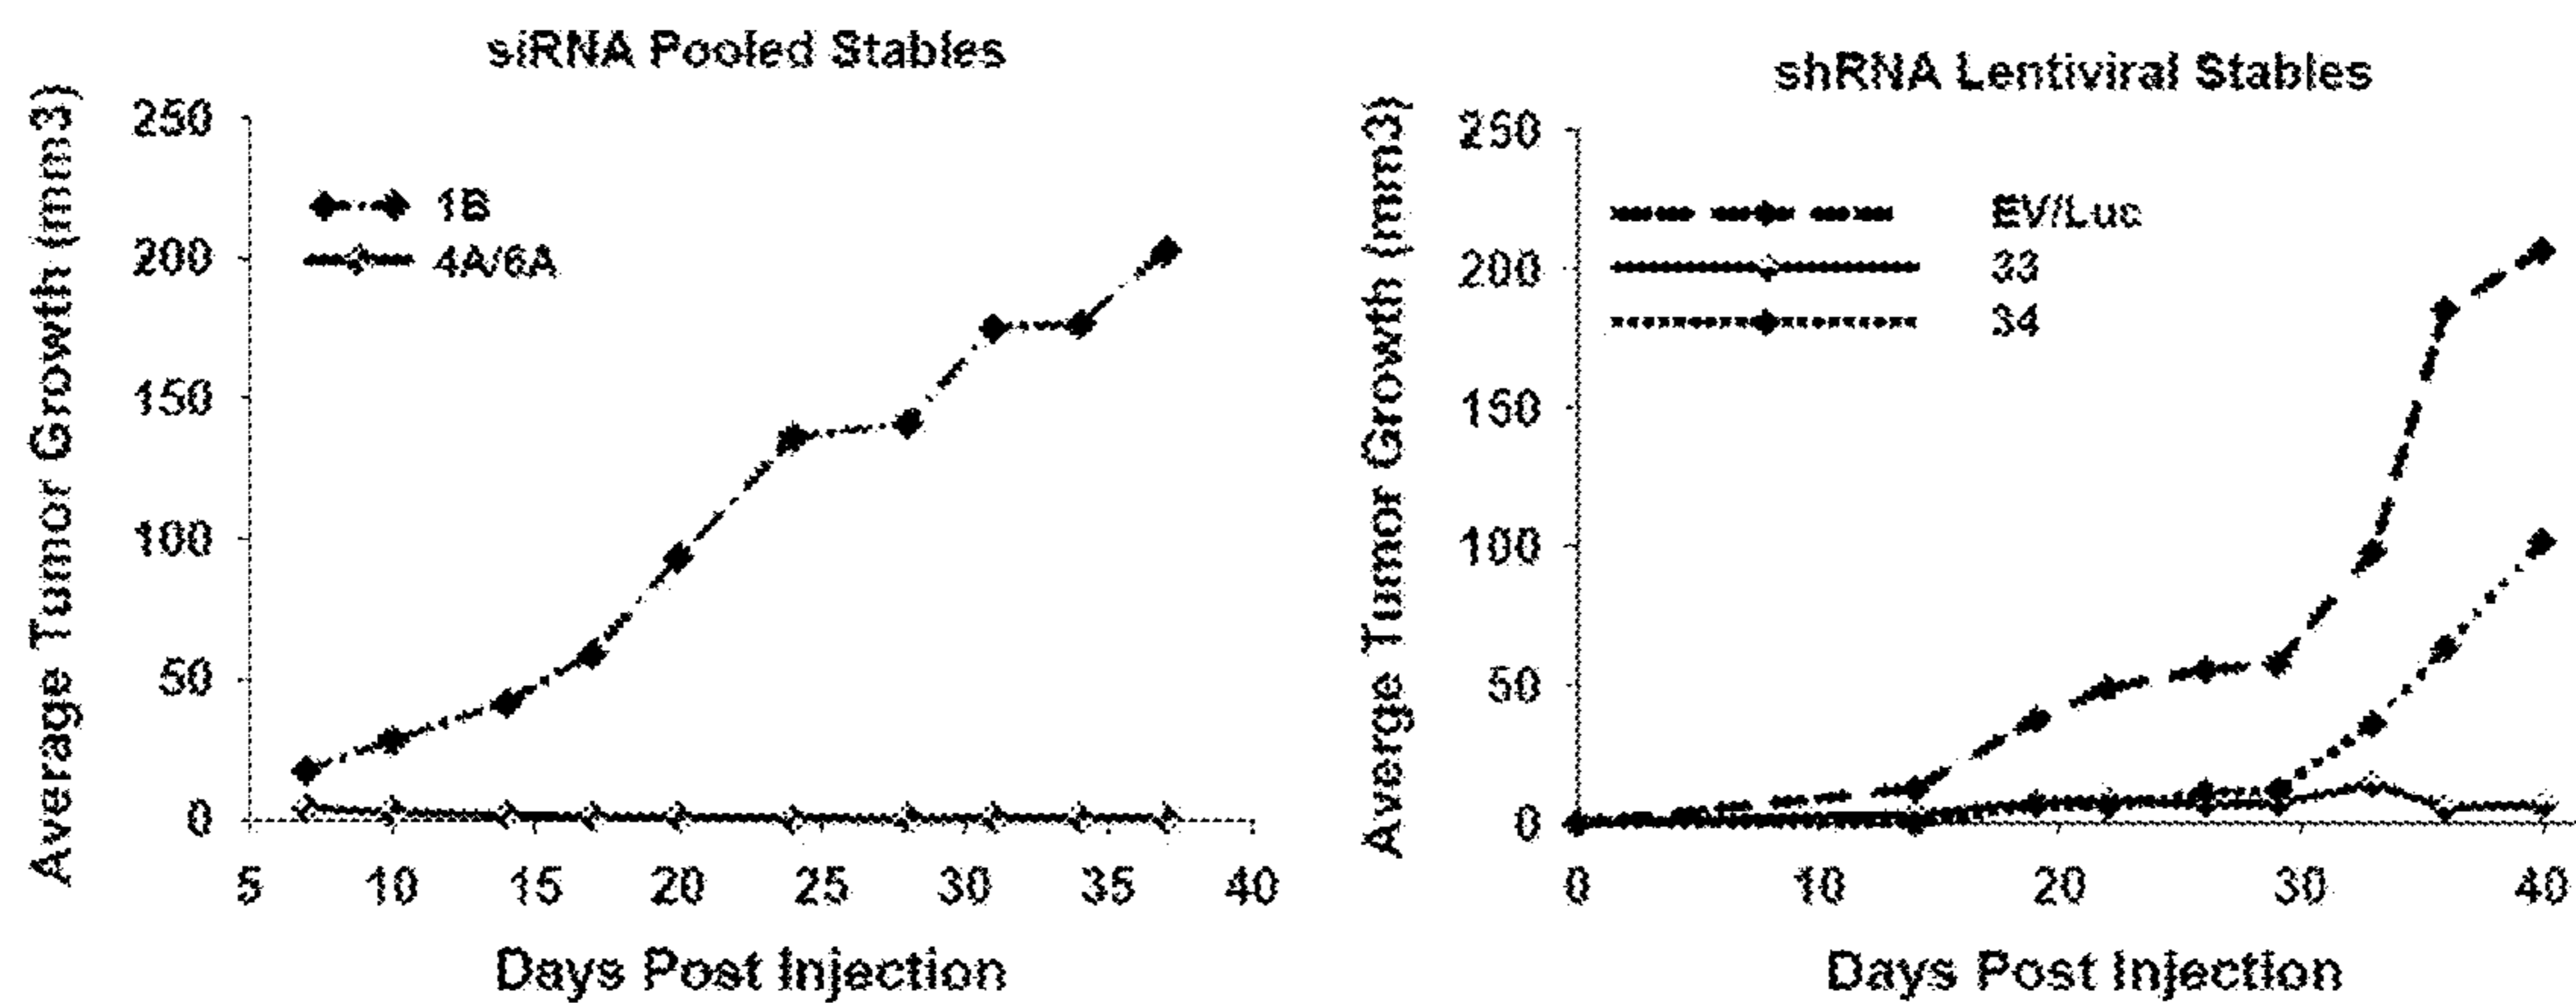 siRNA Pooled Stables
Average Tumor Growth (mm3)
250
200
150
100
50
0
1B
4A/6A
5 10 15 20 25 30 35 40
Days Post Injection
shRNA Lentiviral Stables
Averge Tumor Growth (mm3)
250
200
150
100
50
0
EV/Luc
33
34
0 10 20 30 40
Days Post Injection